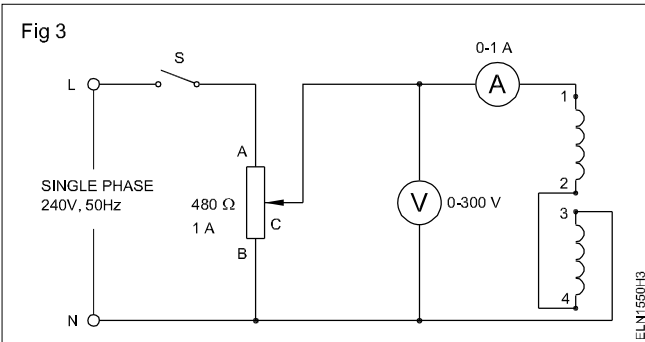 Fig 3
0-1 A
S
L
A
1
A
SINGLE PHASE
240V, 50Hz
480 Ω
1 A
C
V
0-300 V
2
3
B
4
N
ELN1550H3